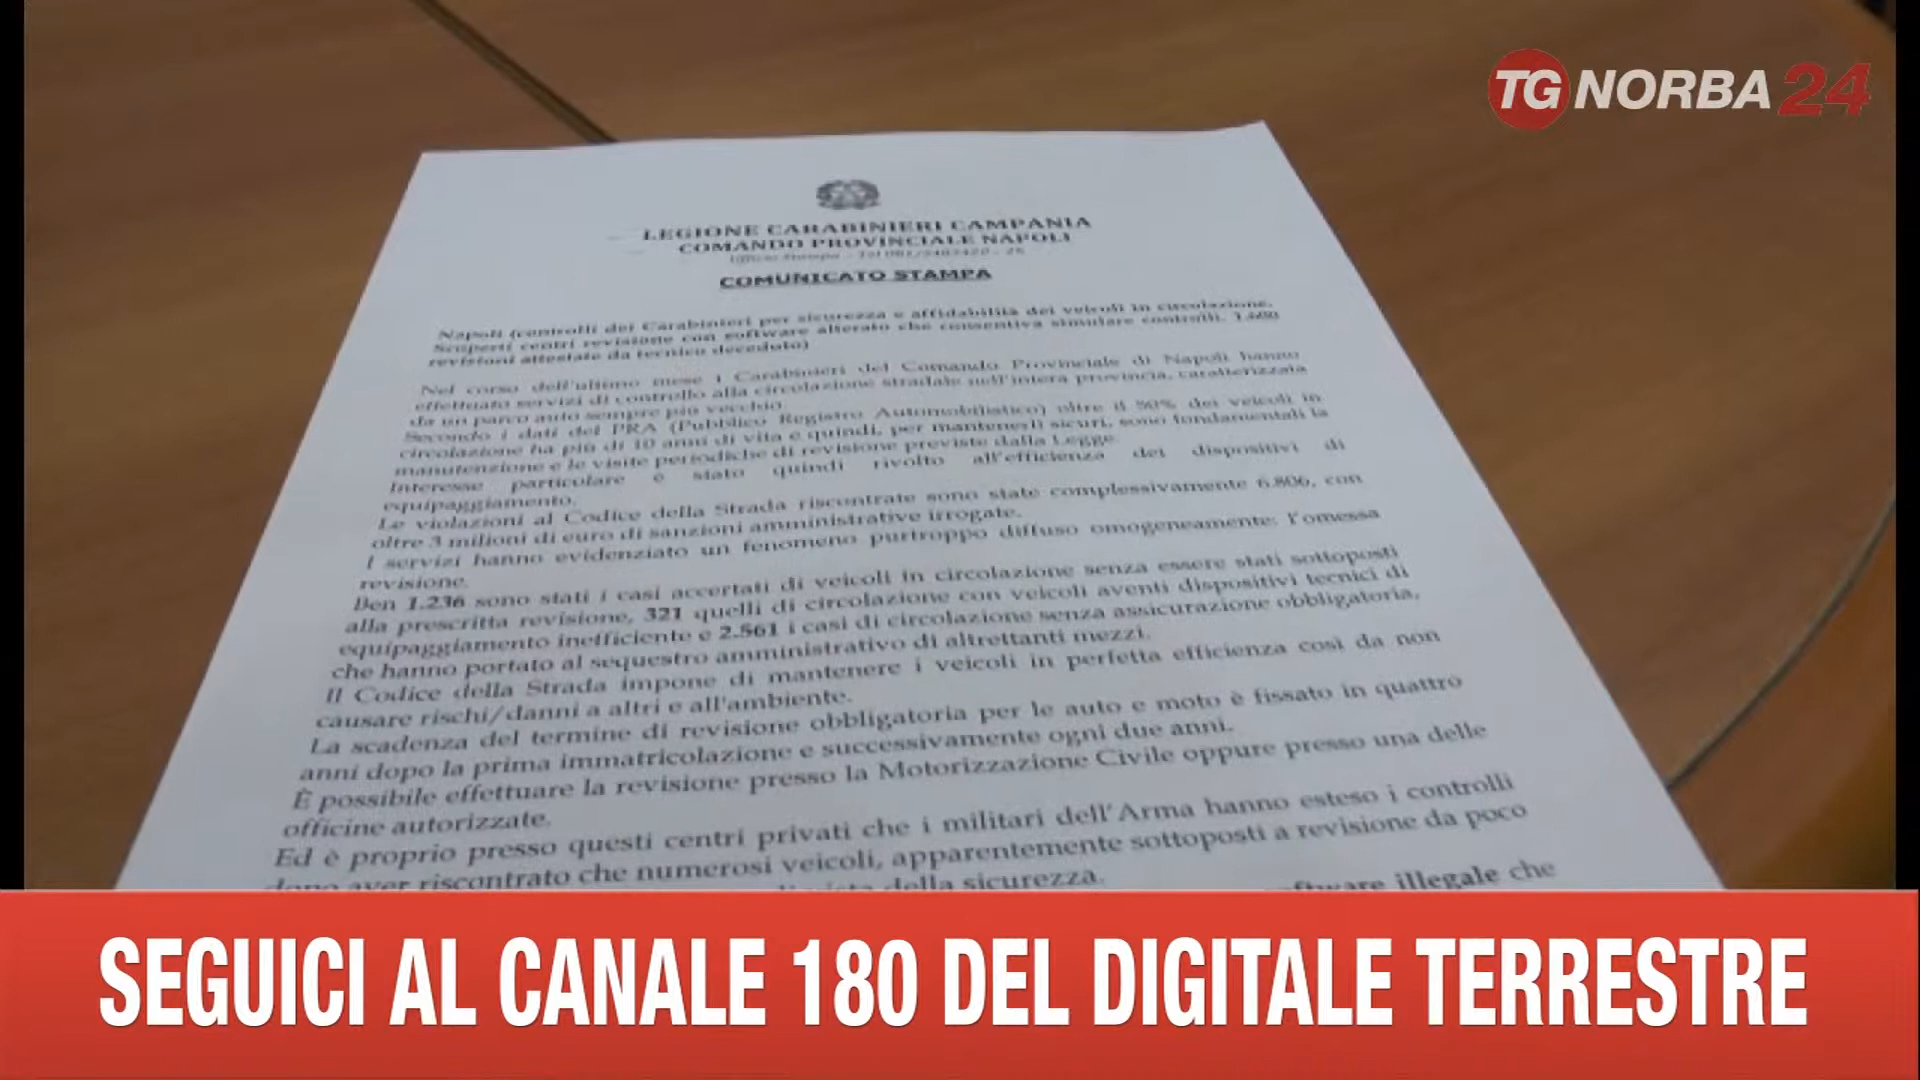 TG NORBA 24
LEGIONE CARABINIERI CAMPANIA
COMANDO PROVINCIALE NAPOLI
Ufficio Stampa - Tel
COMUNICATO STAMPA
Napoli (controlli dei Carabinieri per sicurezza e affidabilità dei veicoli in circolazione.
Scoperti centri revisione con software alterato che consentiva simulare controlli. 1.600
revisioni attestate da tecnico deceduto)
Nel corso dell'ultimo mese i Carabinieri del Comando Provinciale di Napoli hanno
effettuato servizi di controllo alla circolazione stradale nell'intera provincia, caratterizzata
da un parco auto sempre più vecchio.
Secondo i dati del PRA (Pubblico Registro Automobilistico) oltre il 50% dei veicoli in
circolazione ha più di 10 anni di vita e quindi, per mantenerli sicuri, sono fondamentali la
manutenzione e le visite periodiche di revisione previste dalla Legge.
Interesse particolare è stato quindi rivolto all'efficienza dei dispositivi di
equipaggiamento.
Le violazioni al Codice della Strada riscontrate sono state complessivamente 6.806, con
oltre 3 milioni di euro di sanzioni amministrative irrogate.
I servizi hanno evidenziato un fenomeno purtroppo diffuso omogeneamente: l'omessa
revisione.
Ben 1.236 sono stati i casi accertati di veicoli in circolazione senza essere stati sottoposti
alla prescritta revisione, 321 quelli di circolazione con veicoli aventi dispositivi tecnici di
equipaggiamento inefficiente e 2.561 i casi di circolazione senza assicurazione obbligatoria,
che hanno portato al sequestro amministrativo di altrettanti mezzi.
Il Codice della Strada impone di mantenere i veicoli in perfetta efficienza così da non
causare rischi/danni a altri e all'ambiente.
La scadenza del termine di revisione obbligatoria per le auto e moto è fissato in quattro
anni dopo la prima immatricolazione e successivamente ogni due anni.
È possibile effettuare la revisione presso la Motorizzazione Civile oppure presso una delle
officine autorizzate.
Ed è proprio presso questi centri privati che i militari dell'Arma hanno esteso i controlli
dopo aver riscontrato che numerosi veicoli, apparentemente sottoposti a revisione da poco
della sicurezza.
software illegale che
SEGUICI AL CANALE 180 DEL DIGITALE TERRESTRE